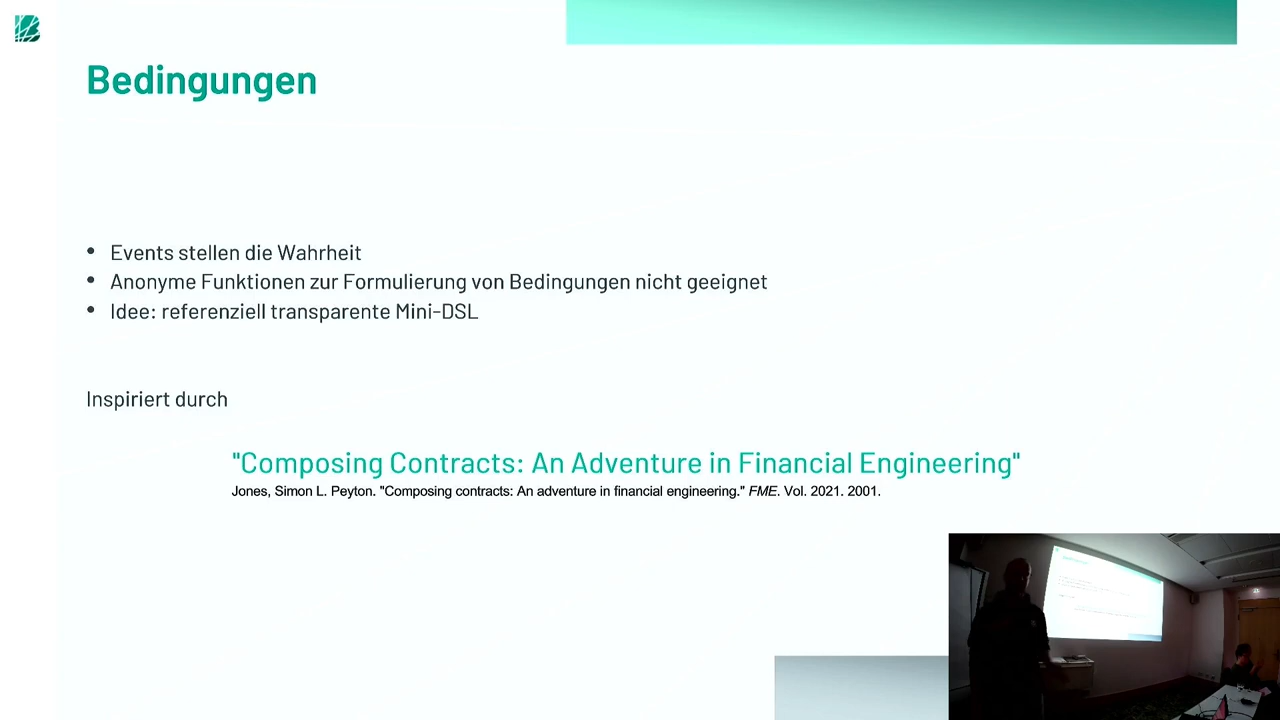 Bedingungen
• Events stellen die Wahrheit
• Anonyme Funktionen zur Formulierung von Bedingungen nicht geeignet
• Idee: referenziell transparente Mini-DSL
Inspiriert durch
"Composing Contracts: An Adventure in Financial Engineering"
Jones, Simon L. Peyton. "Composing contracts: An adventure in financial engineering." FME. Vol. 2021. 2001.